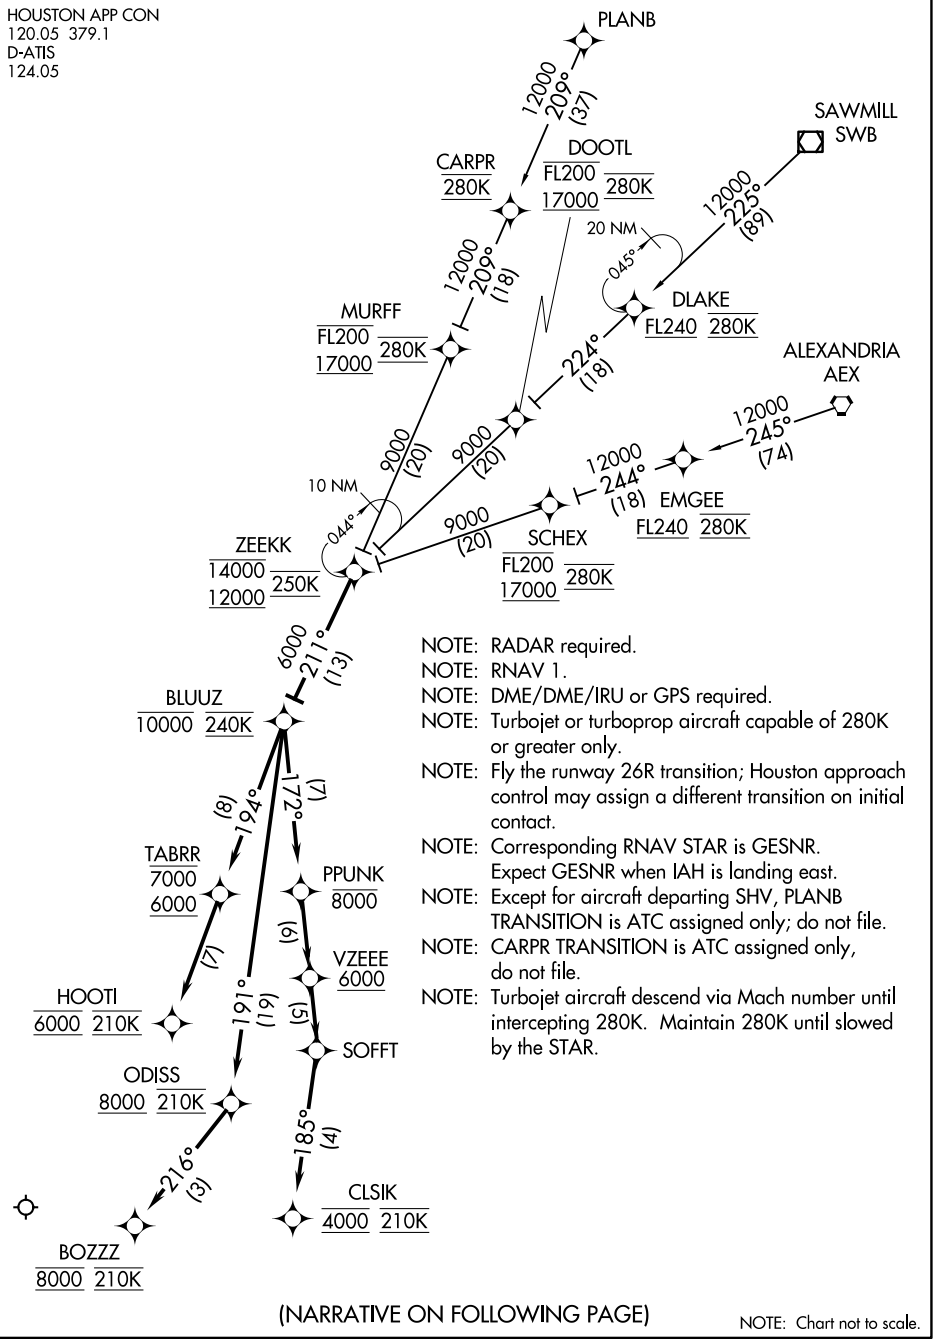 HOUSTON APP CON
120.05 379.1
D-ATIS
124.05
PLANB
12000
209°
(37)
SAWMILL
SWB
12000
225°
(89)
CARPR
280K
DOOTL
FL200
17000
280K
20 NM
045°
12000
209°
(18)
DLAKE
FL240 280K
MURFF
FL200
17000
280K
224°
(18)
ALEXANDRIA
AEX
12000
245°
(74)
9000
(20)
9000
(20)
12000
244°
(18)
EMGEE
FL240 280K
10 NM
044°
9000
(20)
SCHEX
FL200
17000
280K
ZEEKK
14000
12000
250K
6000
211°
(13)
BLUUZ
10000 240K
NOTE: RADAR required.
NOTE: RNAV 1.
NOTE: DME/DME/IRU or GPS required.
NOTE: Turbojet or turboprop aircraft capable of 280K
or greater only.
NOTE: Fly the runway 26R transition; Houston approach
control may assign a different transition on initial
contact.
NOTE: Corresponding RNAV STAR is GESNR.
Expect GESNR when IAH is landing east.
NOTE: Except for aircraft departing SHV, PLANB
TRANSITION is ATC assigned only; do not file.
NOTE: CARPR TRANSITION is ATC assigned only,
do not file.
NOTE: Turbojet aircraft descend via Mach number until
intercepting 280K. Maintain 280K until slowed
by the STAR.
(8)
194°
172°
(7)
TABRR
7000
6000
PPUNK
8000
(7)
(6)
VZEEE
6000
HOOTI
6000 210K
191°
(19)
(5)
SOFFT
ODISS
8000 210K
185°
(4)
216°
(3)
CLSIK
4000 210K
BOZZZ
8000 210K
(NARRATIVE ON FOLLOWING PAGE)
NOTE: Chart not to scale.